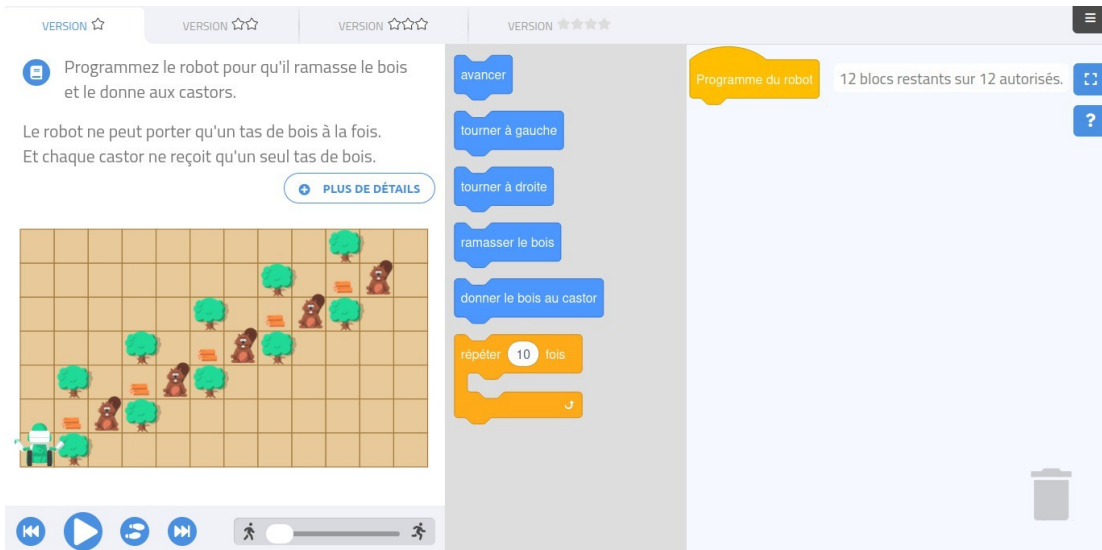 VERSION
VERSION
VERSION
VERSION
Programmez le robot pour qu'il ramasse le bois
et le donne aux castors.
Le robot ne peut porter qu'un tas de bois à la fois.
Et chaque castor ne reçoit qu'un seul tas de bois.
PLUS DE DÉTAILS
avancer
tourner à gauche
tourner à droite
ramasser le bois
donner le bois au castor
répéter 10 fois
Programme du robot
12 blocs restants sur 12 autorisés.
?